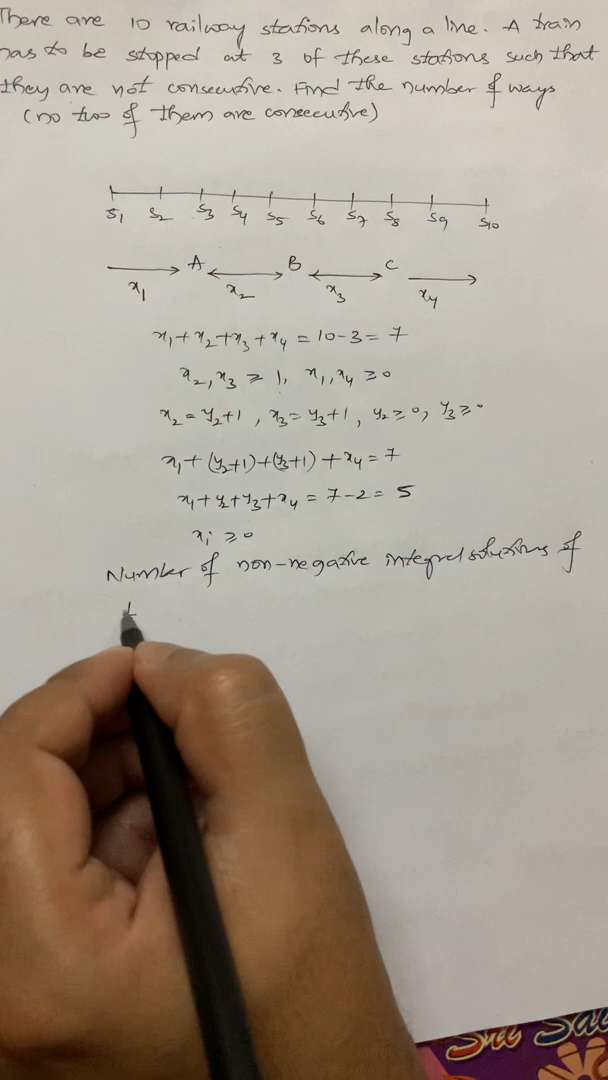 There are 10 railway stations along a line. A train
has to be stopped at 3 of these stations such that
they are not consecutive. Find the number of ways
(no two of them are consecutive)
S1 S2 S3 S4 S5 S6 S7 S8 S9 S10
A B C
x1 x2 x3 x4
x1+x2+x3+x4 = 10-3 = 7
x2, x3 ≥ 1, x1, x4 ≥ 0
x2 = y2+1, x3 = y3+1, y2 ≥ 0, y3 ≥ 0
x1 + (y2+1)+(y3+1) + x4 = 7
x1+y2+y3+x4 = 7-2 = 5
xi ≥ 0
Number of non-negative integral solutions of
Sri Sai